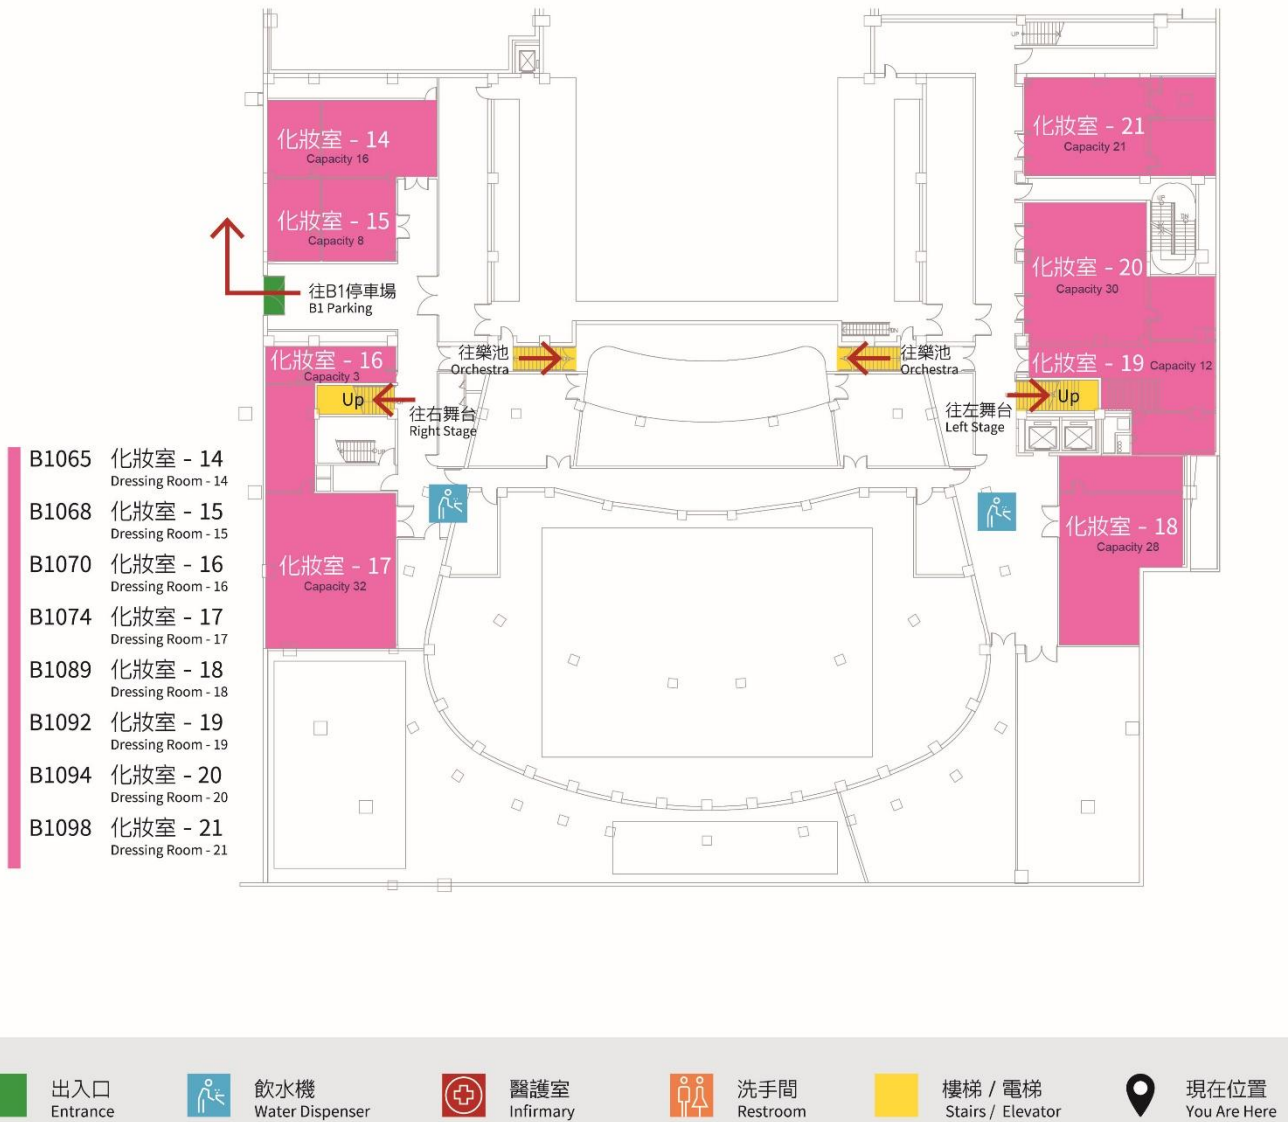 化妝室 - 14
Capacity 16
化妝室 - 15
Capacity 8
往B1停車場
B1 Parking
化妝室 - 16
Capacity 3
Up
往右舞台
Right Stage
往樂池
Orchestra
往樂池
Orchestra
化妝室 - 21
Capacity 21
化妝室 - 20
Capacity 30
化妝室 - 19
Capacity 12
往左舞台
Left Stage
Up
化妝室 - 17
Capacity 32
化妝室 - 18
Capacity 28
B1065 化妝室 - 14
Dressing Room - 14
B1068 化妝室 - 15
Dressing Room - 15
B1070 化妝室 - 16
Dressing Room - 16
B1074 化妝室 - 17
Dressing Room - 17
B1089 化妝室 - 18
Dressing Room - 18
B1092 化妝室 - 19
Dressing Room - 19
B1094 化妝室 - 20
Dressing Room - 20
B1098 化妝室 - 21
Dressing Room - 21
出入口
Entrance
飲水機
Water Dispenser
醫護室
Infirmary
洗手間
Restroom
樓梯 / 電梯
Stairs / Elevator
現在位置
You Are Here